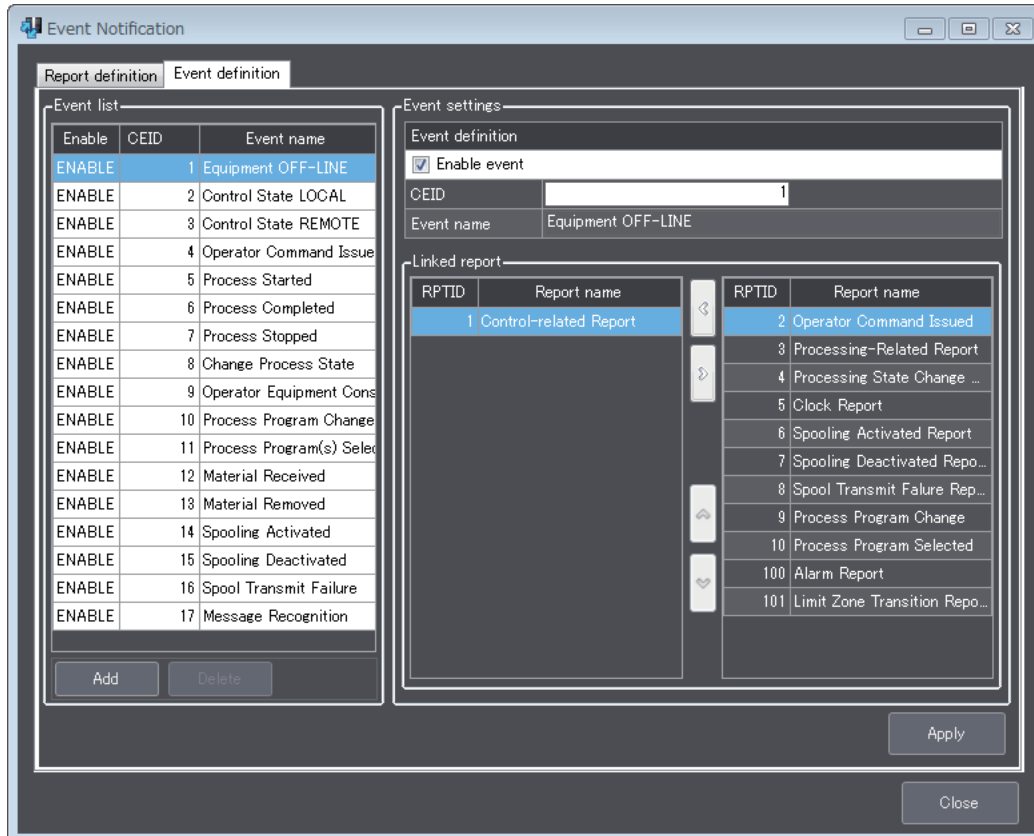 Event Notification
Report definition Event definition
Event list
Enable CEID Event name
ENABLE 1 Equipment OFF-LINE
ENABLE 2 Control State LOCAL
ENABLE 3 Control State REMOTE
ENABLE 4 Operator Command Issue
ENABLE 5 Process Started
ENABLE 6 Process Completed
ENABLE 7 Process Stopped
ENABLE 8 Change Process State
ENABLE 9 Operator Equipment Cons
ENABLE 10 Process Program Change
ENABLE 11 Process Program(s) Selec
ENABLE 12 Material Received
ENABLE 13 Material Removed
ENABLE 14 Spooling Activated
ENABLE 15 Spooling Deactivated
ENABLE 16 Spool Transmit Failure
ENABLE 17 Message Recognition
Add Delete
Event settings
Event definition
Enable event
CEID 1
Event name Equipment OFF-LINE
Linked report
RPTID Report name
1 Control-related Report
RPTID Report name
2 Operator Command Issued
3 Processing-Related Report
4 Processing State Change ...
5 Clock Report
6 Spooling Activated Report
7 Spooling Deactivated Repo...
8 Spool Transmit Falure Rep...
9 Process Program Change
10 Process Program Selected
100 Alarm Report
101 Limit Zone Transition Repo...
Apply
Close